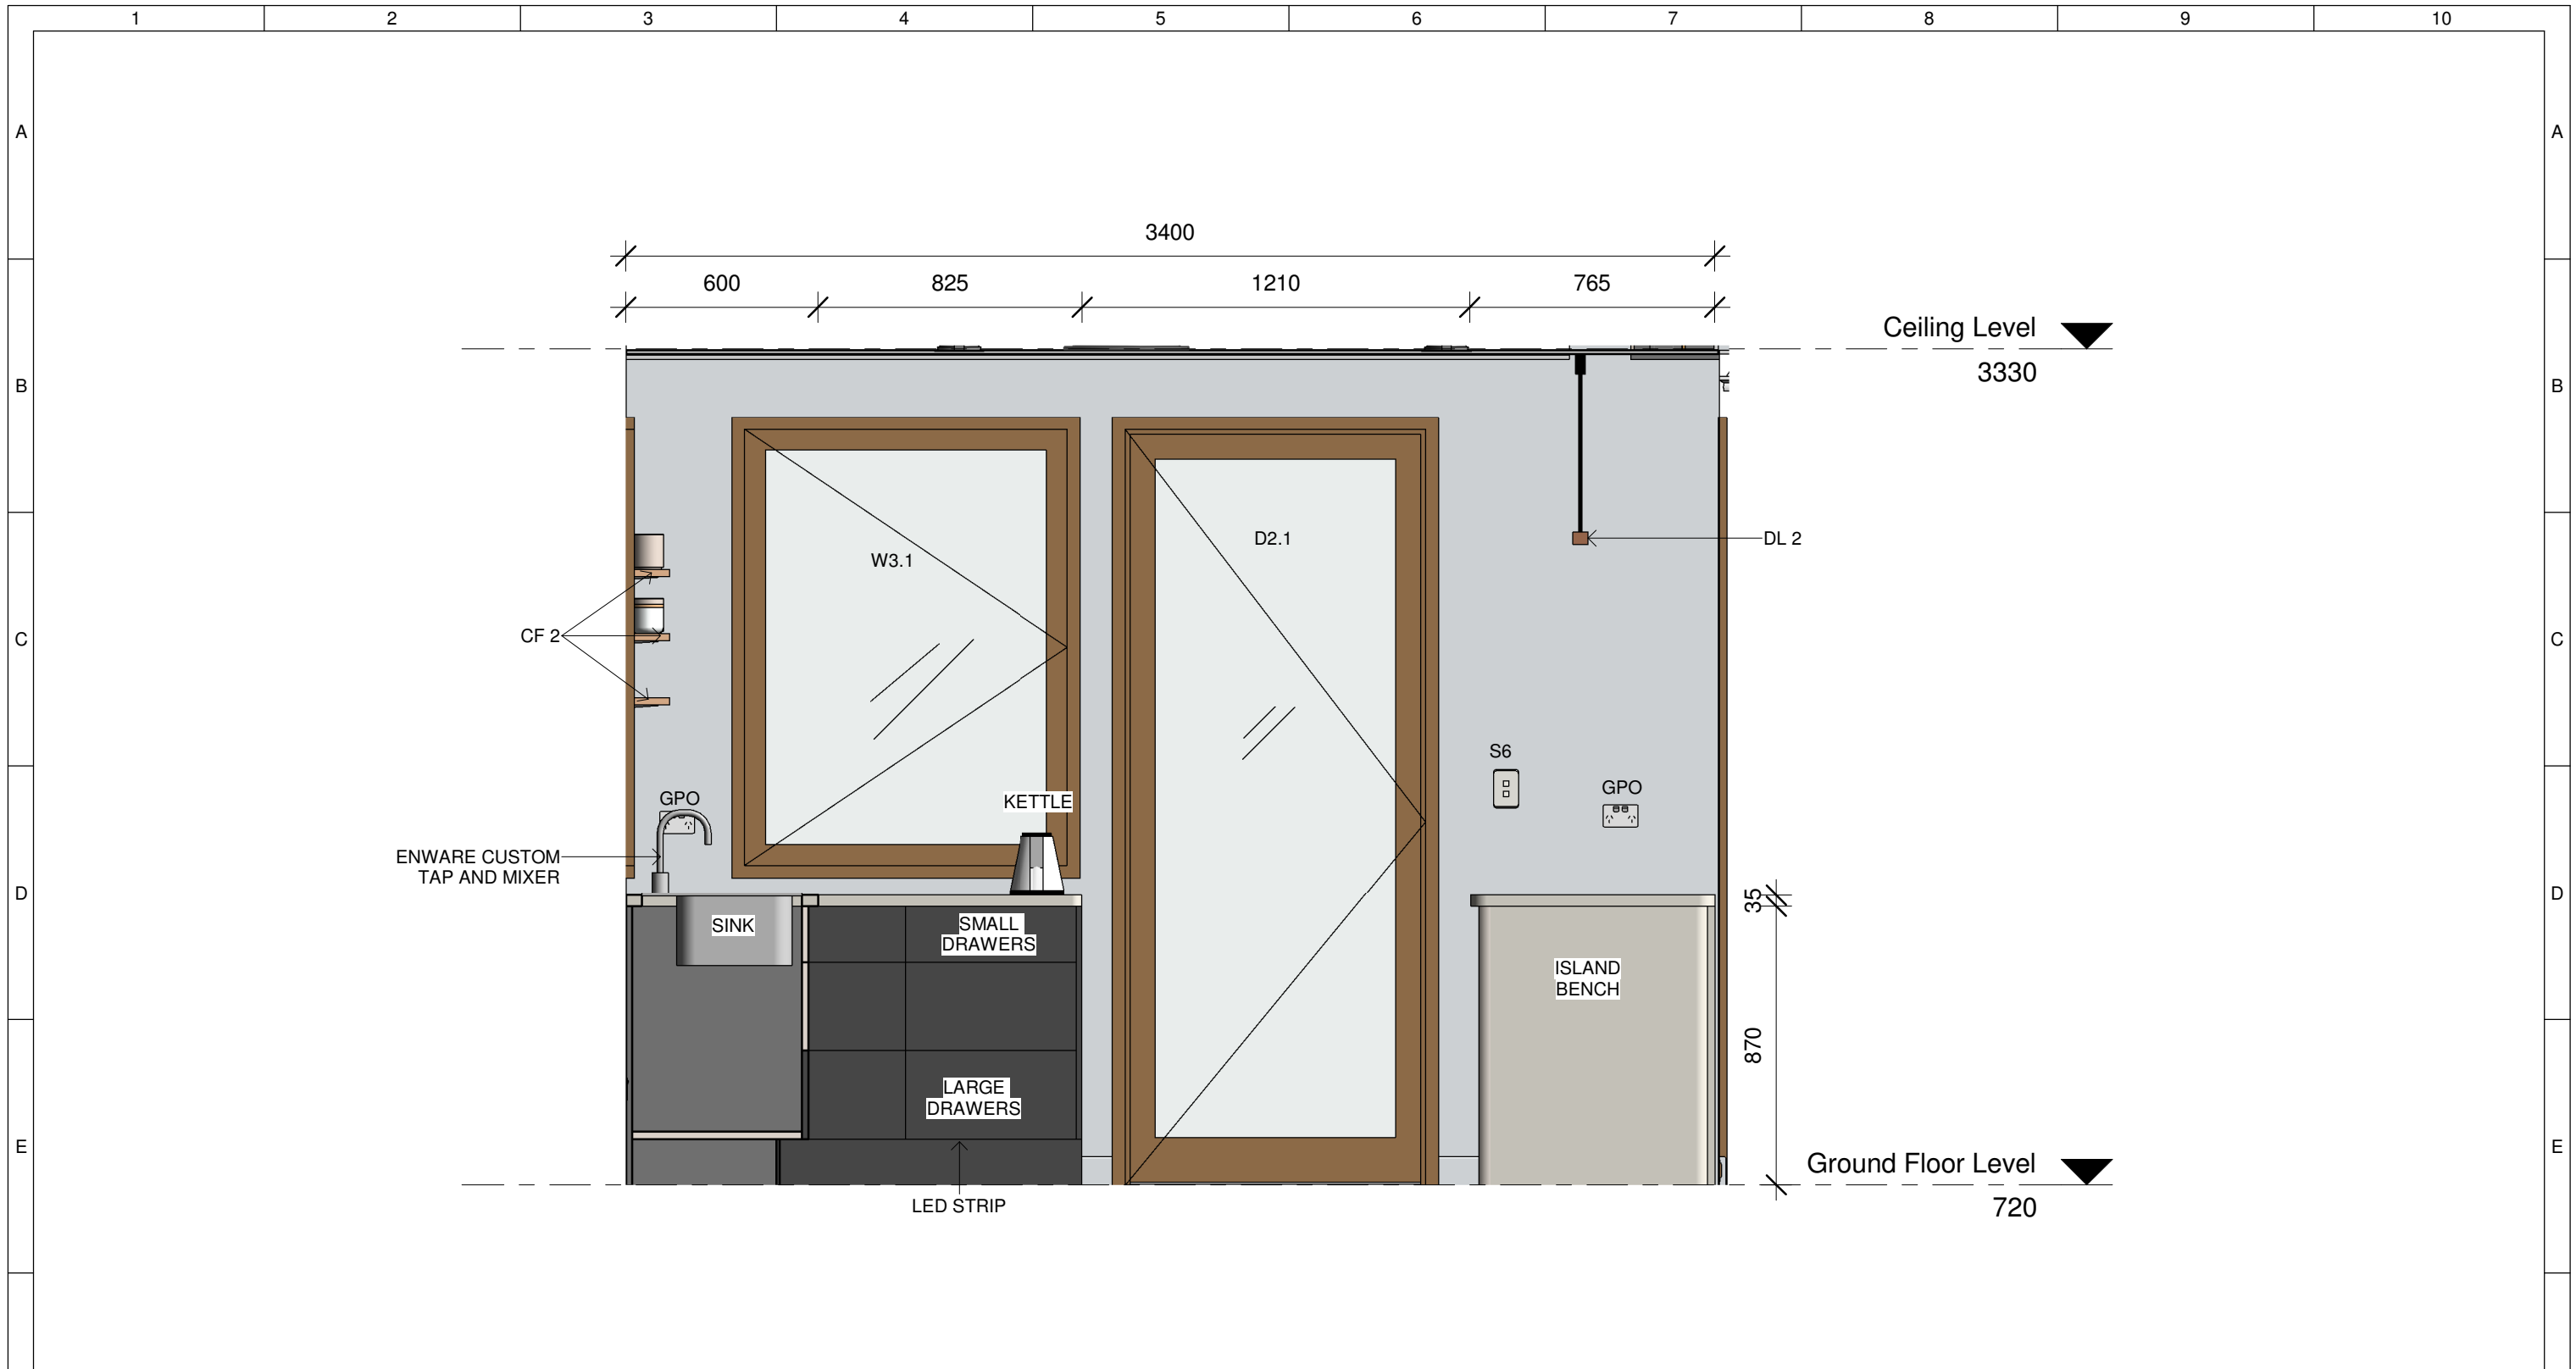 1 2 3 4 5 6 7 8 9 10
A A
3400
600 825 1210 765
Ceiling Level
3330
B B
W3.1
D2.1
DL 2
CF 2
C C
S6
GPO
GPO
KETTLE
ENWARE CUSTOM
TAP AND MIXER
D D
35
SINK
SMALL
DRAWERS
ISLAND
BENCH
870
LARGE
DRAWERS
E E
Ground Floor Level
720
LED STRIP